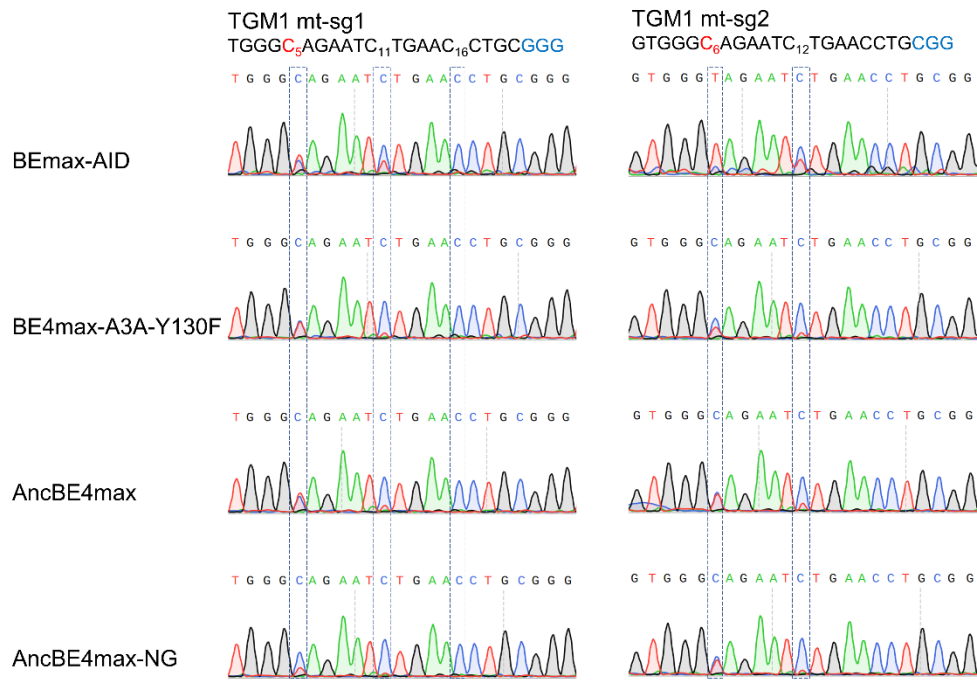 TGM1 mt-sg1
TGGGC5AGAATC11TGAAC16CTGCGGG
TGM1 mt-sg2
GTGGGC6AGAATC12TGAACCTGCGG
T G G G C A G A A T C T G A A C C T G C G G G
G T G G G T A G A A T C T G A A C C T G C G G
BEmax-AID
T G G G C A G A A T C T G A A C C T G C G G G
G T G G G C A G A A T C T G A A C C T G C G G
BE4max-A3A-Y130F
T G G G C A G A A T C T G A A C C T G C G G G
G T G G G C A G A A T C T G A A C C T G C G G
AncBE4max
T G G G C A G A A T C T G A A C C T G C G G G
G T G G G C A G A A T C T G A A C C T G C G G
AncBE4max-NG